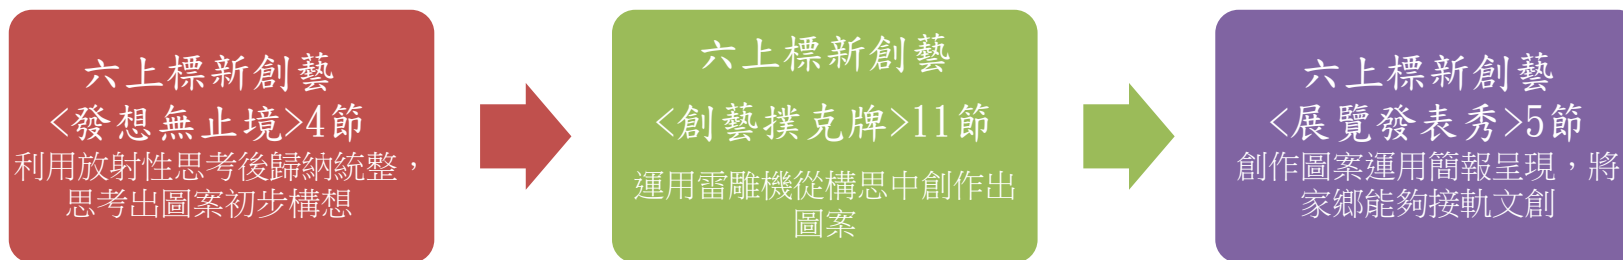 六上標新創藝
<發想無止境>4節
利用放射性思考後歸納統整，
思考出圖案初步構想
六上標新創藝
<創藝撲克牌>11節
運用雷雕機從構思中創作出
圖案
六上標新創藝
<展覽發表秀>5節
創作圖案運用簡報呈現，將
家鄉能夠接軌文創